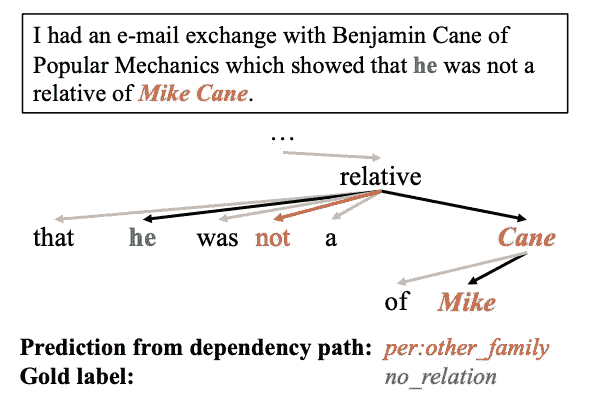 I had an e-mail exchange with Benjamin Cane of
Popular Mechanics which showed that he was not a
relative of Mike Cane.
...
relative
that he was not a Cane
of Mike
Prediction from dependency path: per:other_family
Gold label: no_relation